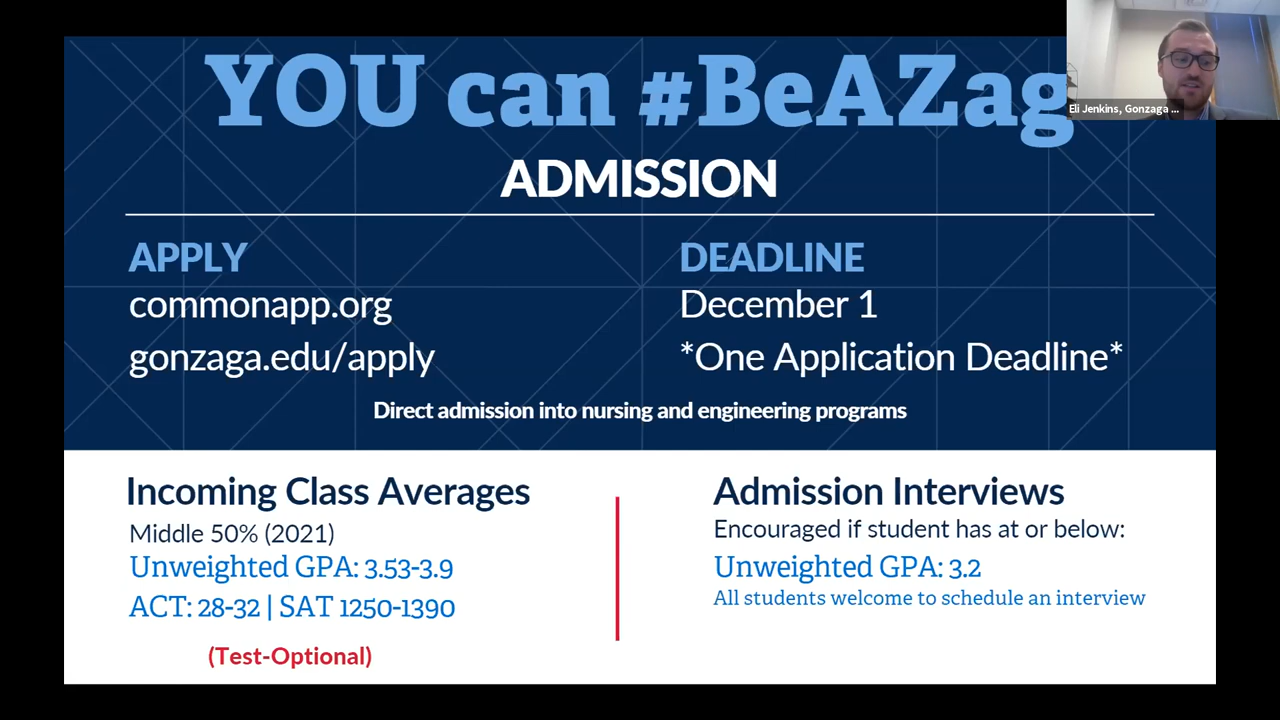 YOU can #BeAZag
Eli Jenkins, Gonzaga ...
ADMISSION
APPLY
commonapp.org
gonzaga.edu/apply
DEADLINE
December 1
*One Application Deadline*
Direct admission into nursing and engineering programs
Incoming Class Averages
Middle 50% (2021)
Unweighted GPA: 3.53-3.9
ACT: 28-32 | SAT 1250-1390
(Test-Optional)
Admission Interviews
Encouraged if student has at or below:
Unweighted GPA: 3.2
All students welcome to schedule an interview